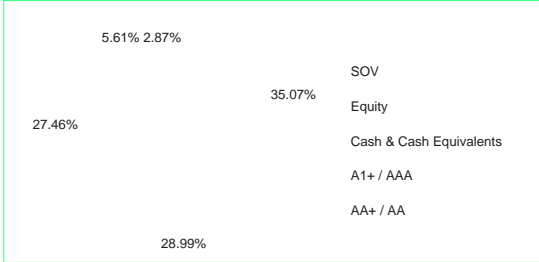 5.61% 2.87%
SOV
35.07%
Equity
27.46%
Cash & Cash Equivalents
A1+ / AAA
AA+ / AA
28.99%